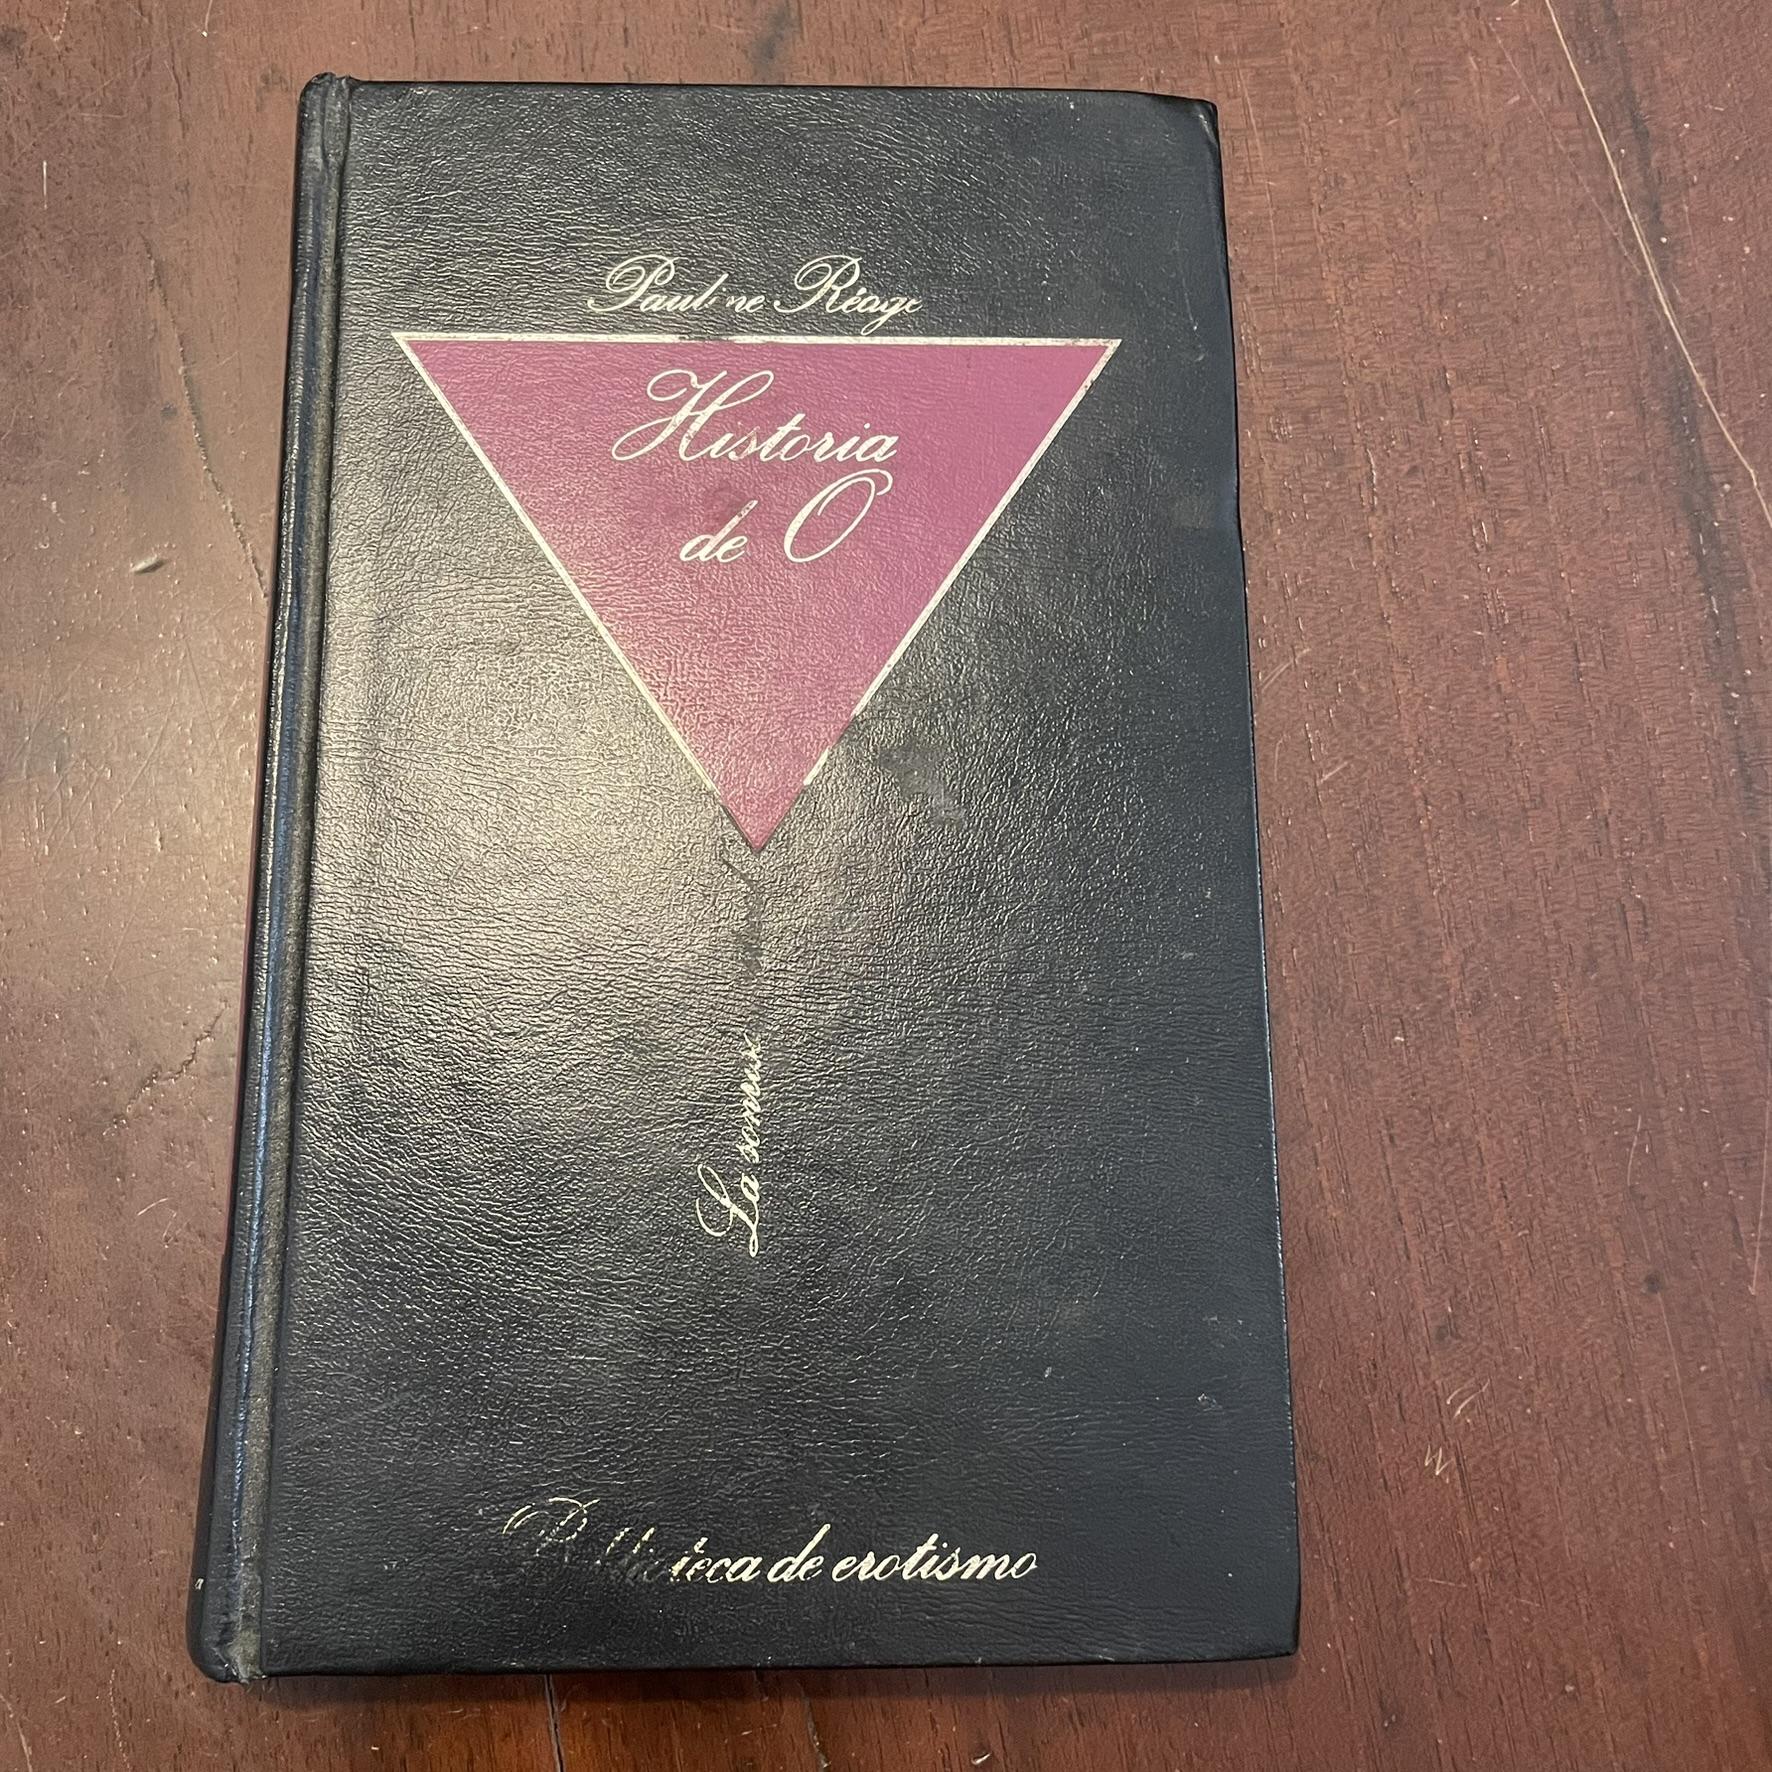 Pauline Réage
Historia
de O
La sonrisa
Biblioteca de erotismo